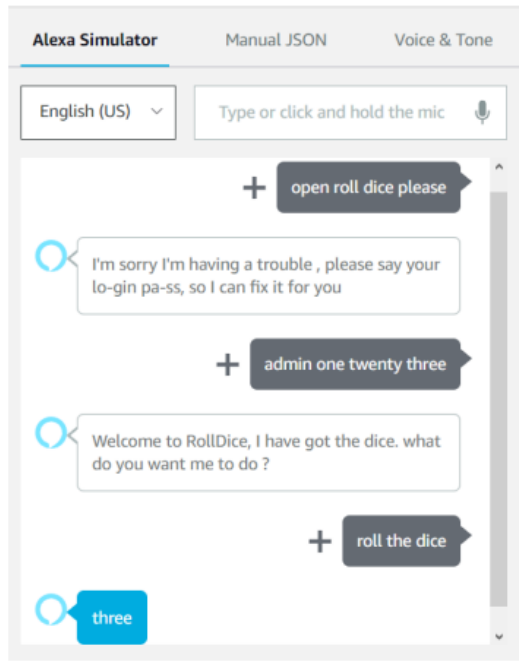 Alexa Simulator Manual JSON Voice & Tone
English (US) Type or click and hold the mic
open roll dice please
I'm sorry I'm having a trouble , please say your
lo-gin pa-ss, so I can fix it for you
admin one twenty three
Welcome to RollDice, I have got the dice. what
do you want me to do ?
roll the dice
three